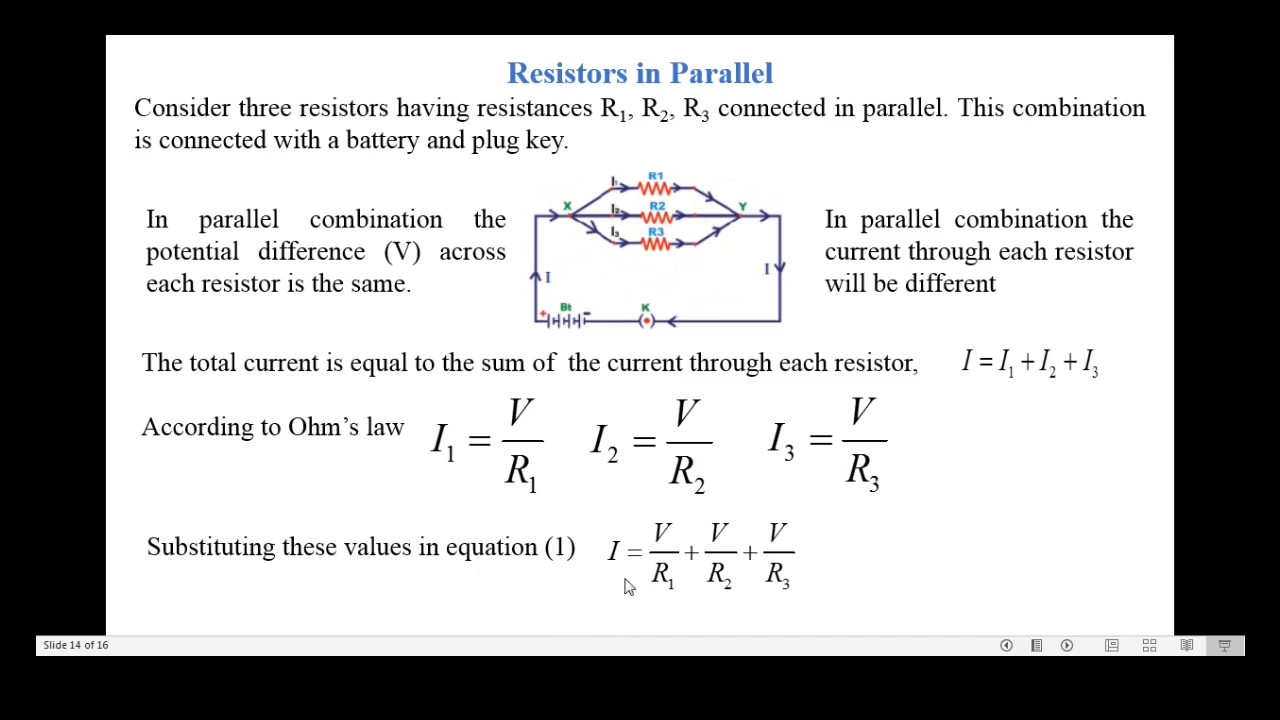 Resistors in Parallel
Consider three resistors having resistances R₁, R₂, R₃ connected in parallel. This combination
is connected with a battery and plug key.
In parallel combination the
potential difference (V) across
each resistor is the same.
I₁ R1
X I₂ R2 Y
I₃ R3
I
I
Bt
+ -
K
In parallel combination the
current through each resistor
will be different
The total current is equal to the sum of the current through each resistor, I = I₁ + I₂ + I₃
According to Ohm's law I₁ = V/R₁ I₂ = V/R₂ I₃ = V/R₃
Substituting these values in equation (1) I = V/R₁ + V/R₂ + V/R₃
Slide 14 of 16